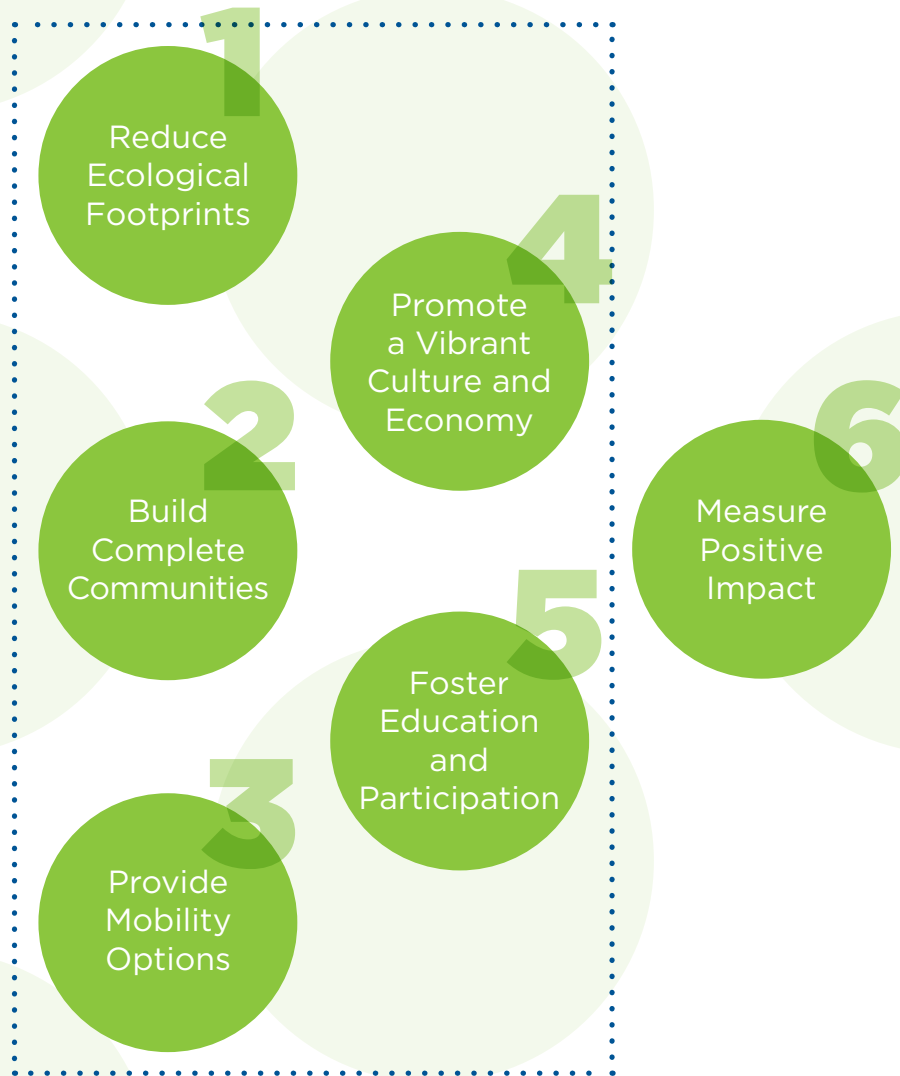 1
Reduce
Ecological
Footprints
2
Build
Complete
Communities
3
Provide
Mobility
Options
4
Promote
a Vibrant
Culture and
Economy
5
Foster
Education
and
Participation
6
Measure
Positive
Impact